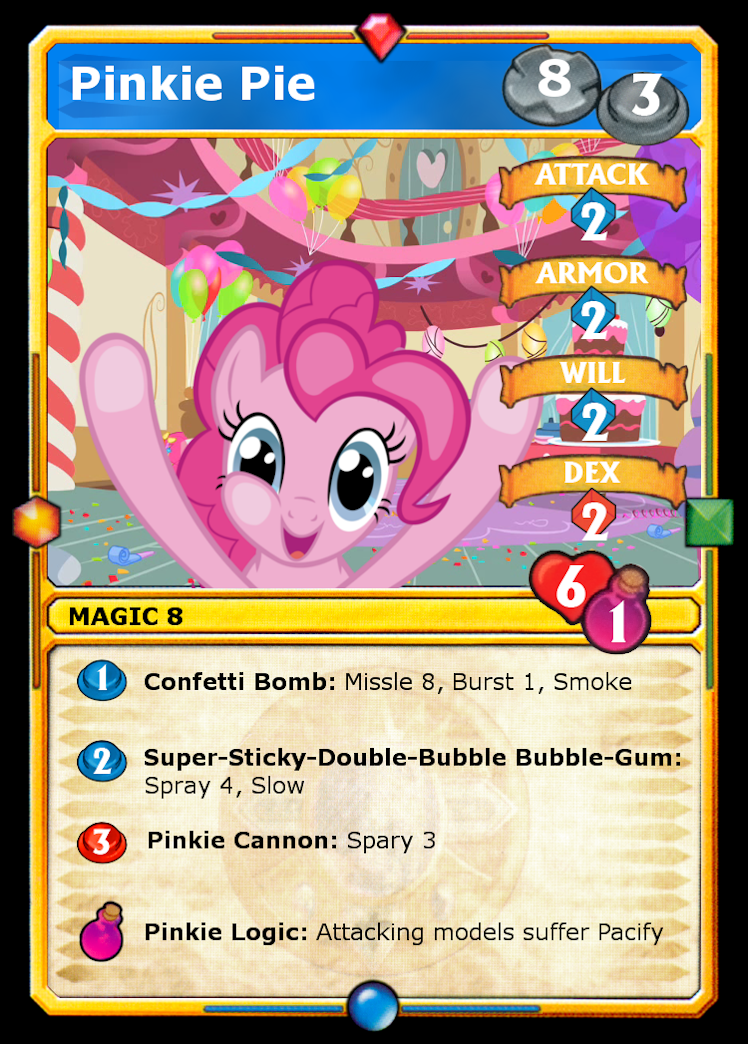 Pinkie Pie
8
3
ATTACK
2
ARMOR
2
WILL
2
DEX
2
6
1
MAGIC 8
1 Confetti Bomb: Missle 8, Burst 1, Smoke
2 Super-Sticky-Double-Bubble Bubble-Gum:
Spray 4, Slow
3 Pinkie Cannon: Spary 3
Pinkie Logic: Attacking models suffer Pacify